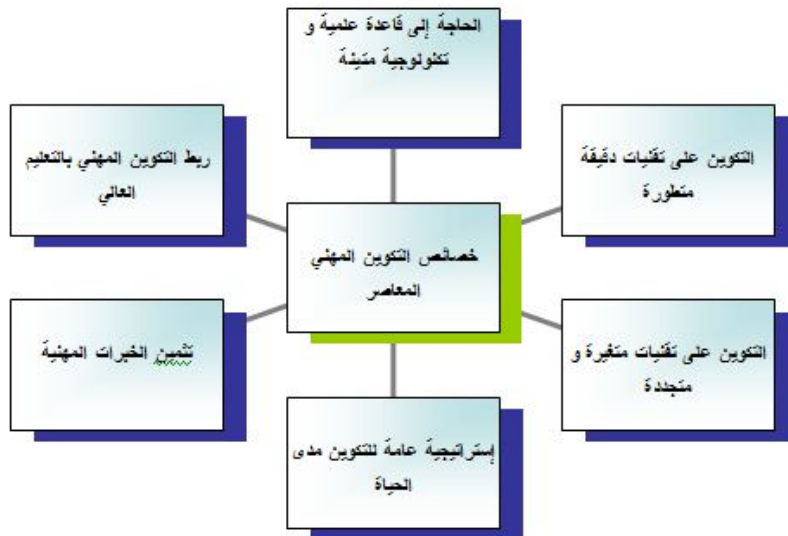 الحاجة إلى قاعدة علمية و
تكنولوجية متينة
التكوين على تقنيات دقيقة
متطورة
ربط التكوين المهني بالتعليم
العالي
خصائص التكوين المهني
المعاصر
التكوين على تقنيات متغيرة و
متجددة
تثمين الخبرات المهنية
إستراتيجية عامة للتكوين مدى
الحياة